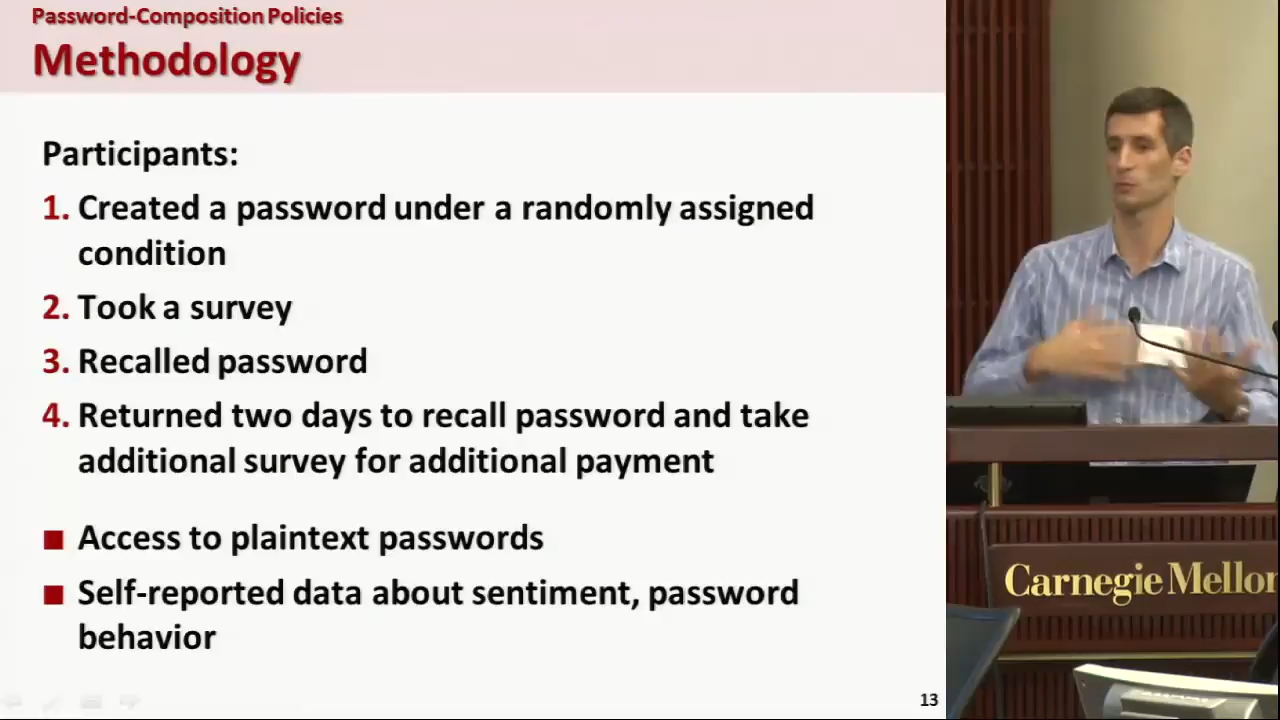 Password-Composition Policies
Methodology
Participants:
1. Created a password under a randomly assigned
condition
2. Took a survey
3. Recalled password
4. Returned two days to recall password and take
additional survey for additional payment
Access to plaintext passwords
Self-reported data about sentiment, password
behavior
13
Carnegie Mellon